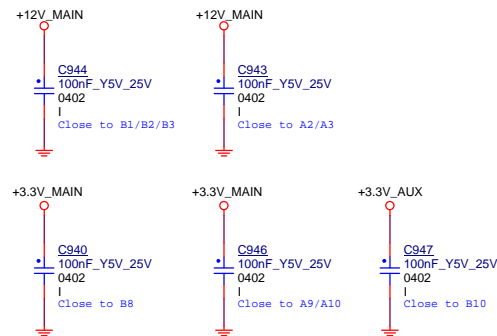 +12V_MAIN
C944
100nF_Y5V_25V
0402
I
Close to B1/B2/B3
+12V_MAIN
C943
100nF_Y5V_25V
0402
I
Close to A2/A3
+3.3V_MAIN
C940
100nF_Y5V_25V
0402
I
Close to B8
+3.3V_MAIN
C946
100nF_Y5V_25V
0402
I
Close to A9/A10
+3.3V_AUX
C947
100nF_Y5V_25V
0402
I
Close to B10